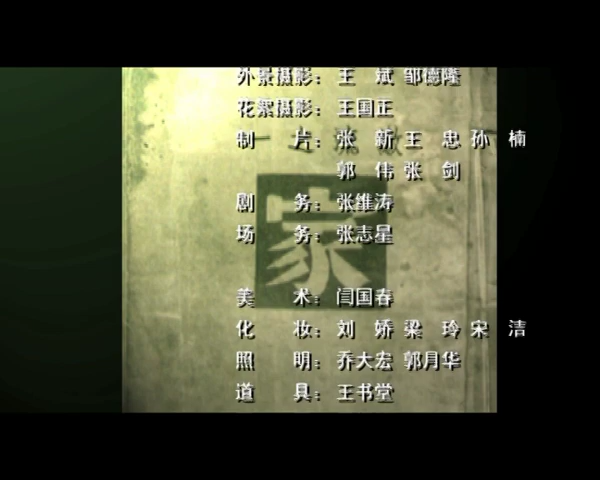 外景摄影：王　斌 邹德隆
花絮摄影：王国正
制　片：张　新 王　忠 孙　楠
郭　伟 张　剑
剧　务：张维涛
场　务：张志星
家
美　术：闫国春
化　妆：刘　娇 梁　玲 宋　洁
照　明：乔大宏 郭月华
道　具：王书堂